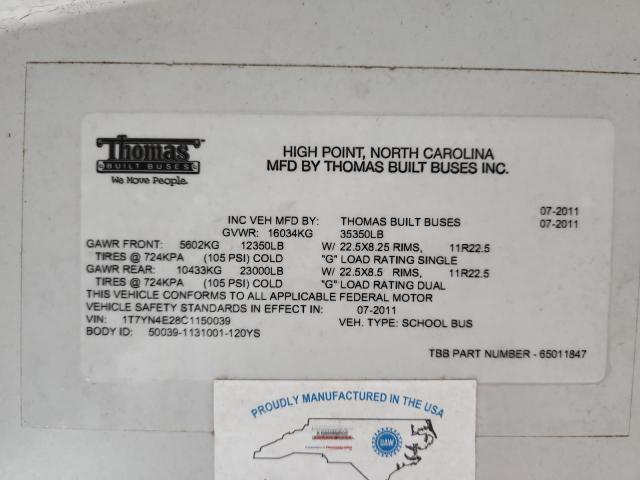 Thomas
BUILT BUSES
We Move People.
HIGH POINT, NORTH CAROLINA
MFD BY THOMAS BUILT BUSES INC.
07-2011
INC VEH MFD BY: THOMAS BUILT BUSES 07-2011
GVWR: 16034KG 35350LB
GAWR FRONT: 5602KG 12350LB W/ 22.5X8.25 RIMS, 11R22.5
TIRES @ 724KPA (105 PSI) COLD "G" LOAD RATING SINGLE
GAWR REAR: 10433KG 23000LB W/ 22.5X8.5 RIMS, 11R22.5
TIRES @ 724KPA (105 PSI) COLD "G" LOAD RATING DUAL
THIS VEHICLE CONFORMS TO ALL APPLICABLE FEDERAL MOTOR
VEHICLE SAFETY STANDARDS IN EFFECT IN: 07-2011
VIN: 1T7YN4E28C1150039 VEH. TYPE: SCHOOL BUS
BODY ID: 50039-1131001-120YS
TBB PART NUMBER - 65011847
PROUDLY MANUFACTURED IN THE USA
UAW